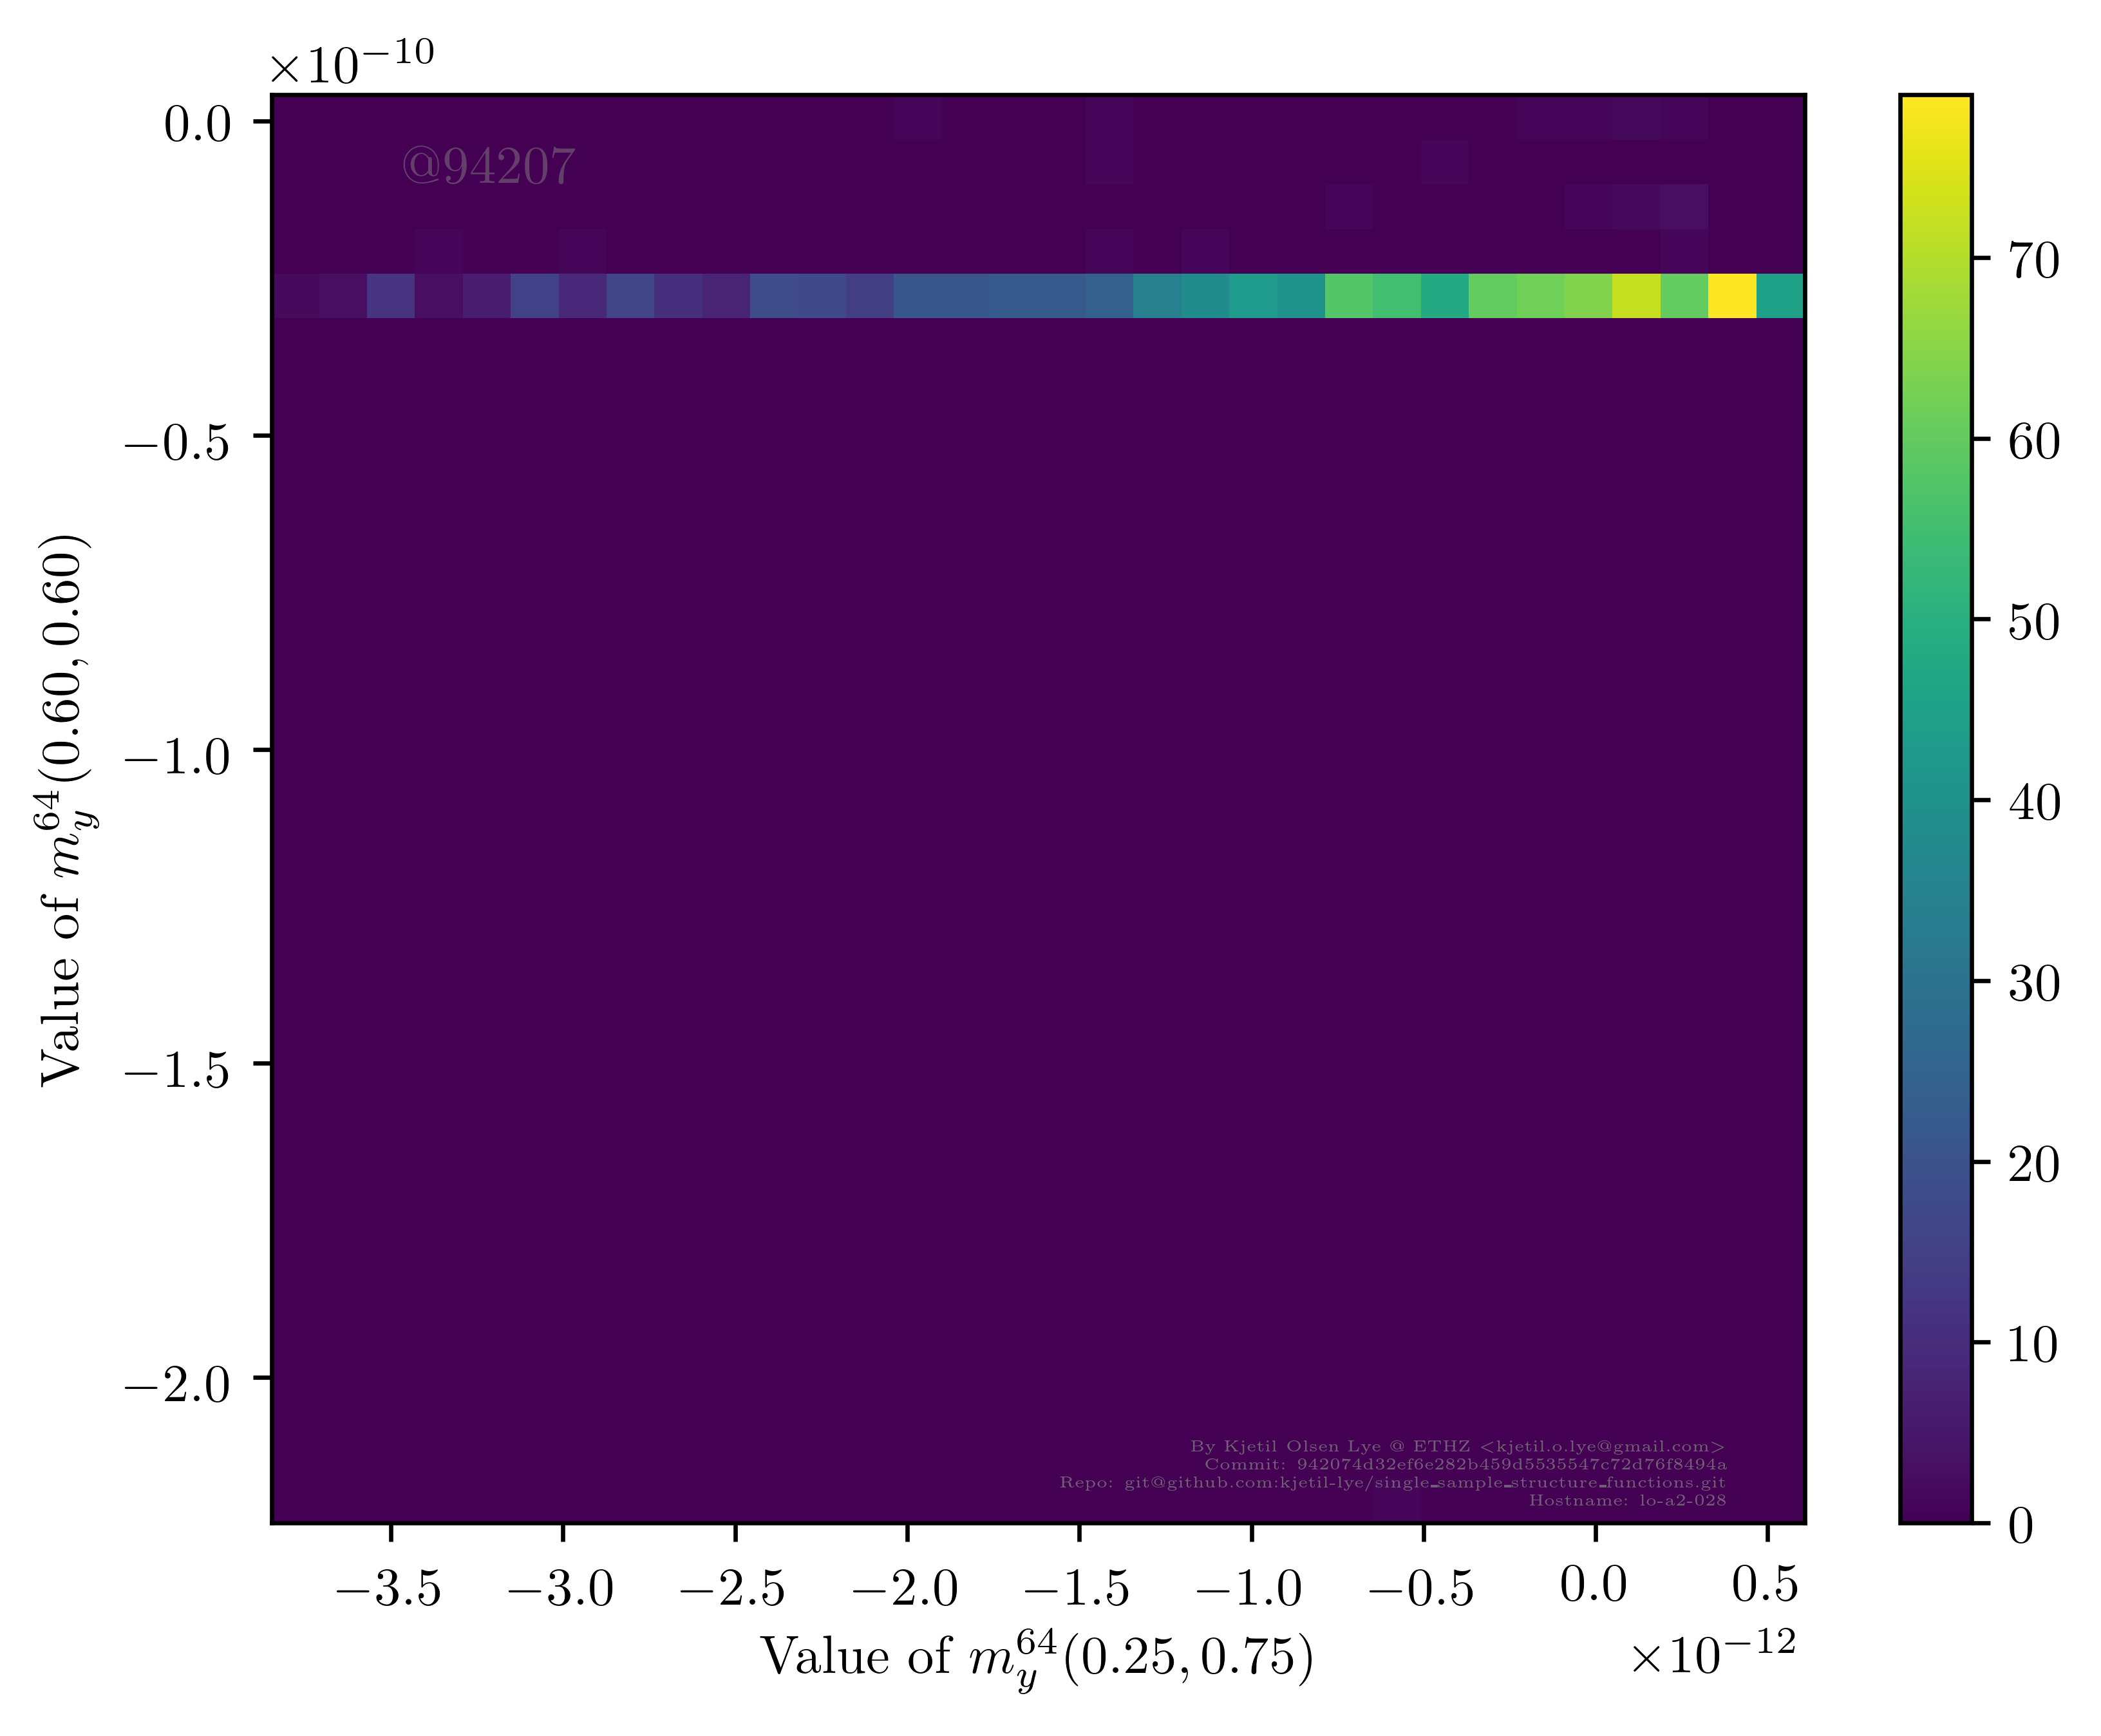 ×10⁻¹⁰
0.0
−0.5
−1.0
−1.5
−2.0
Value of m_y^64(0.60, 0.60)
@94207
By Kjetil Olsen Lye @ ETHZ <kjetil.o.lye@gmail.com>
Commit: 942074d32ef6e282b459d5535547c72d76f8494a
Repo: git@github.com:kjetil-lye/single_sample_structure_functions.git
Hostname: lo-a2-028
−3.5 −3.0 −2.5 −2.0 −1.5 −1.0 −0.5 0.0 0.5
Value of m_y^64(0.25, 0.75)
×10⁻¹²
70
60
50
40
30
20
10
0